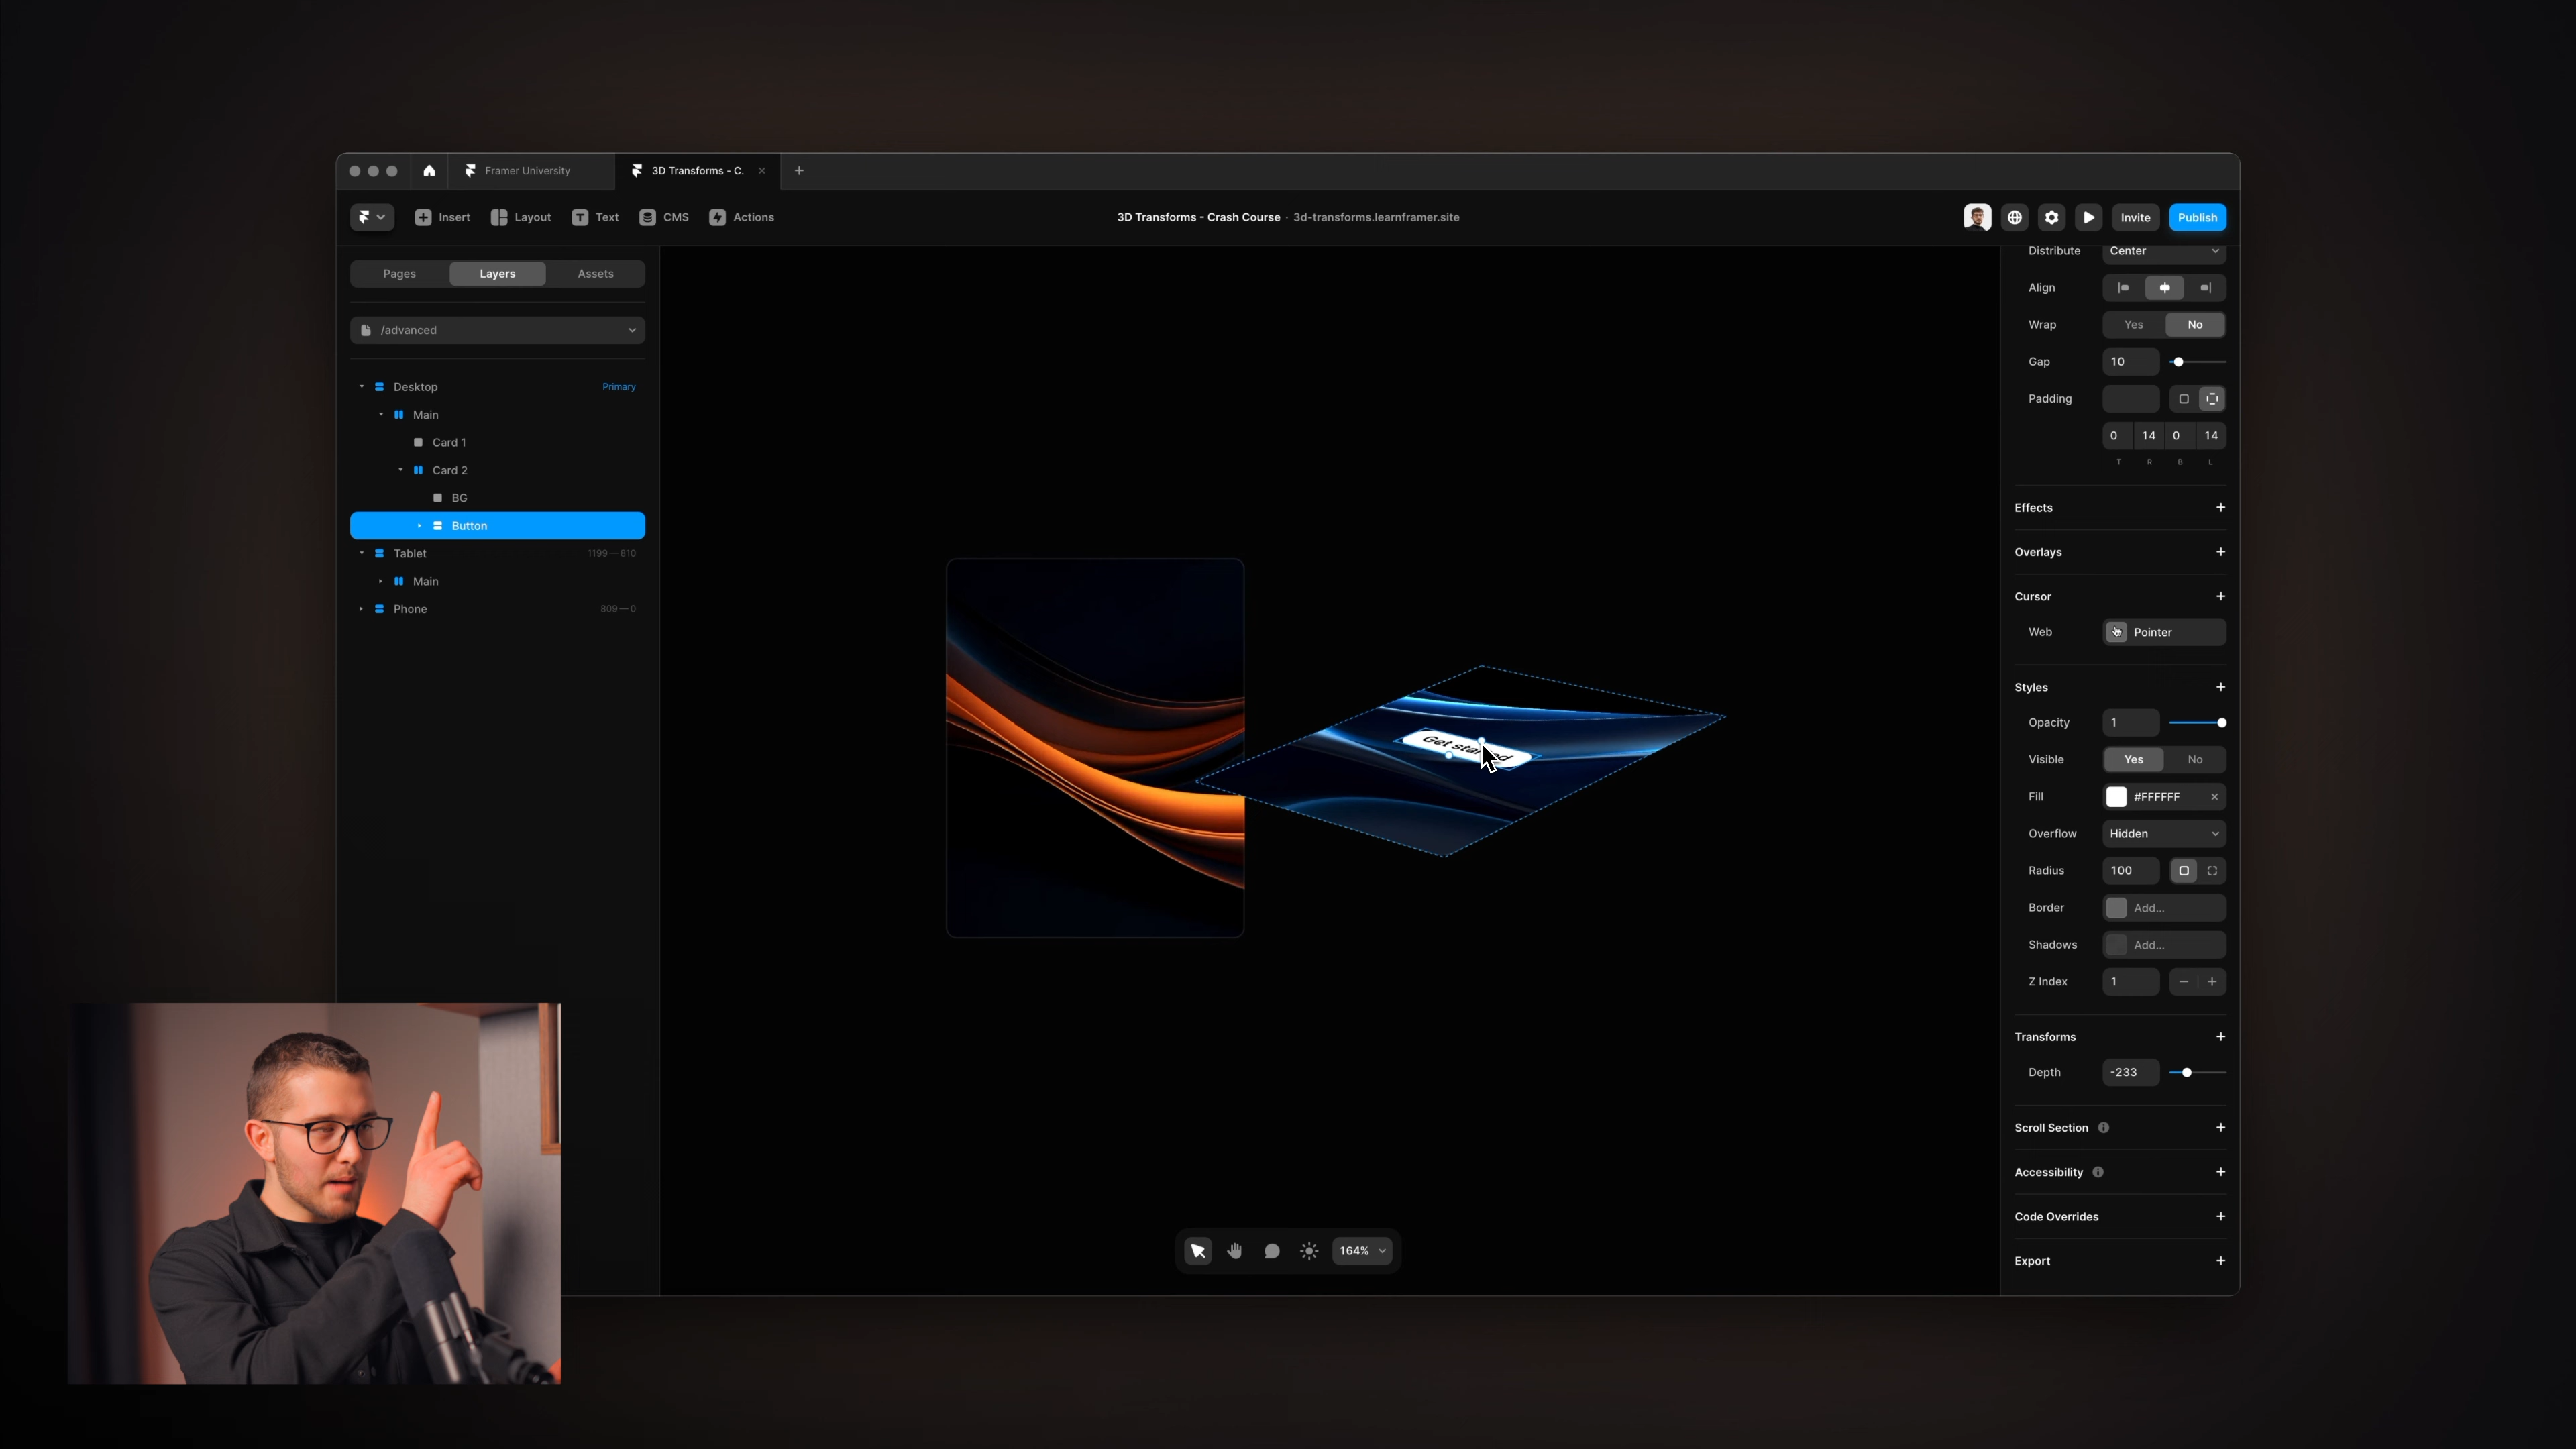 Framer University
3D Transforms - C.
Insert
Layout
Text
CMS
Actions
3D Transforms - Crash Course · 3d-transforms.learnframer.site
Invite
Publish
Pages
Layers
Assets
/advanced
Desktop
Primary
Main
Card 1
Card 2
BG
Button
Tablet
1199 — 810
Main
Phone
809 — 0
Get started
164%
Distribute
Center
Align
Wrap
Yes
No
Gap
10
Padding
0
14
0
14
T
R
B
L
Effects
Overlays
Cursor
Web
Pointer
Styles
Opacity
1
Visible
Yes
No
Fill
#FFFFFF
Overflow
Hidden
Radius
100
Border
Add...
Shadows
Add...
Z Index
1
Transforms
Depth
-233
Scroll Section
Accessibility
Code Overrides
Export